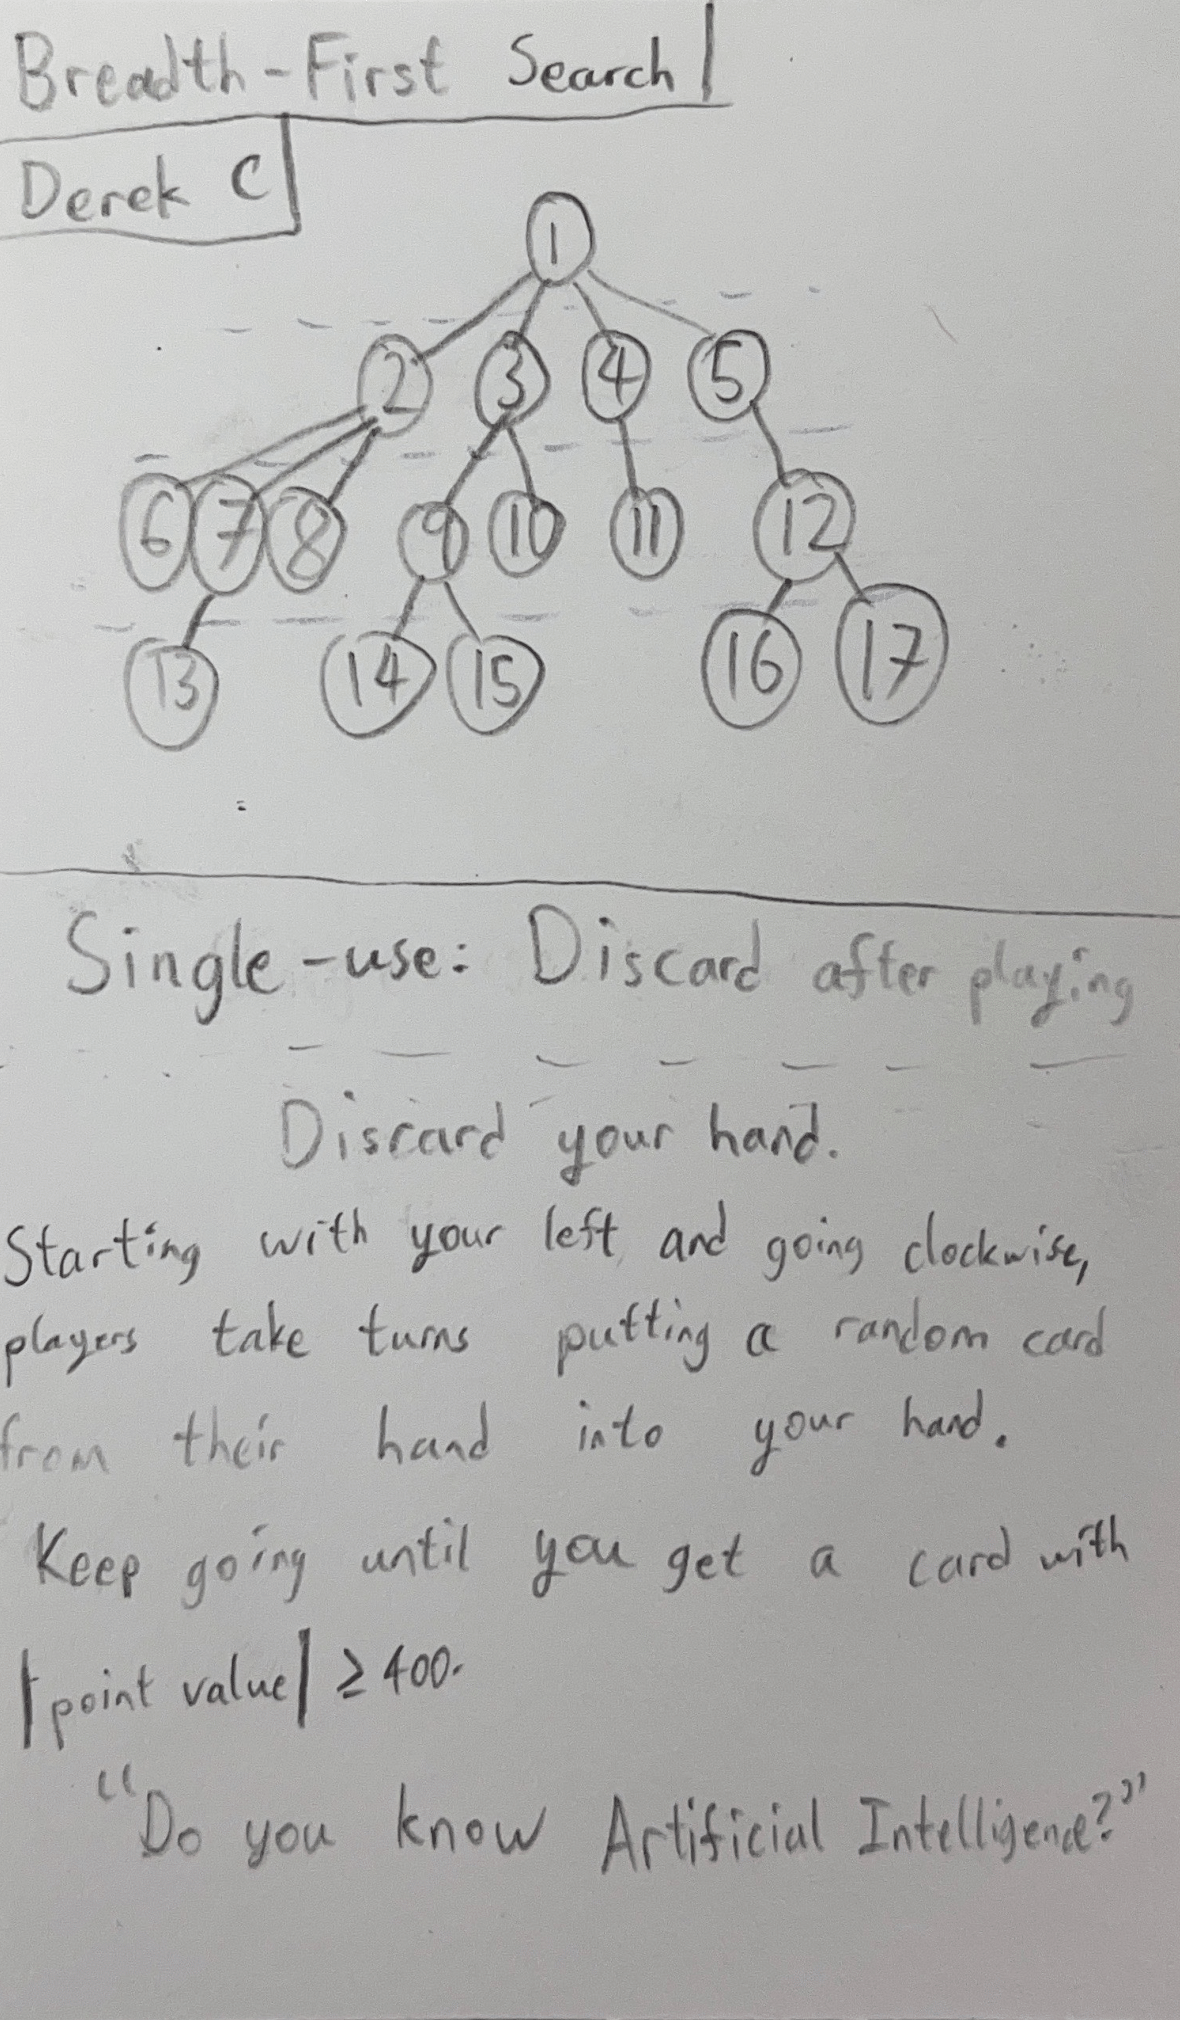 Breadth-First Search
Derek C
1
2 3 4 5
6 7 8 9 10 11 12
13 14 15 16 17
Single-use: Discard after playing
Discard your hand.
Starting with your left and going clockwise,
players take turns putting a random card
from their hand into your hand.
Keep going until you get a card with
|point value| ≥ 400.
"Do you know Artificial Intelligence?"